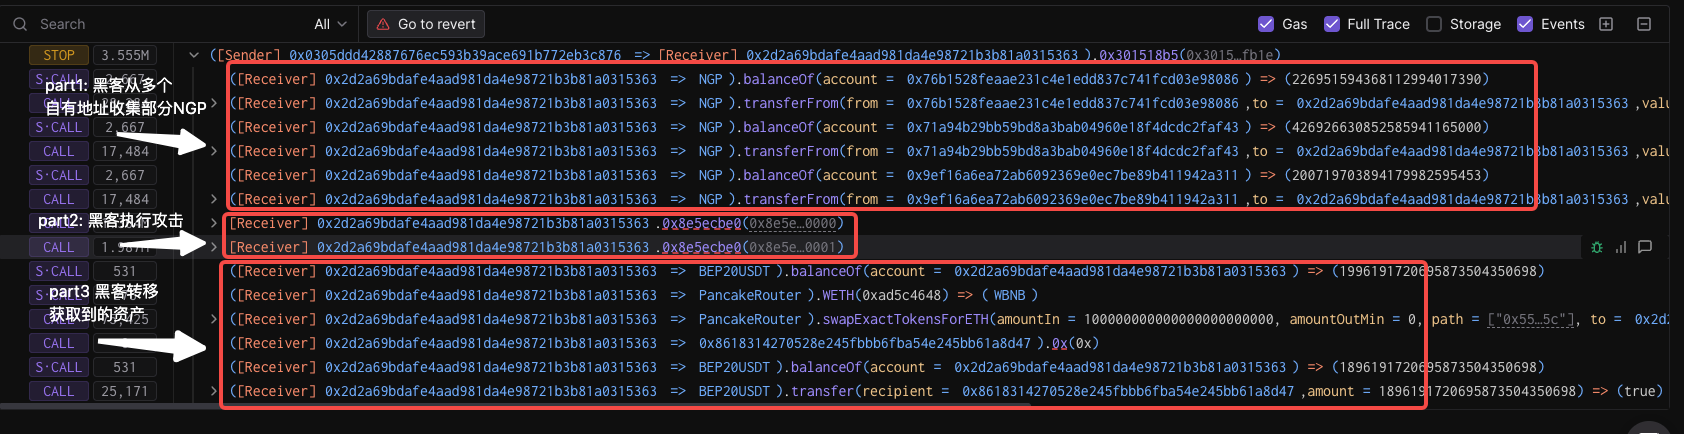 Search All Go to revert Gas Full Trace Storage Events
STOP 3.555M ([Sender] 0x0305ddd42887676ec593b39ace691b772eb3c876 => [Receiver] 0x2d2a69bdafe4aad981da4e98721b3b81a0315363 ).0x301518b5(0x3015…fb1e)
S·CALL 2,667 ([Receiver] 0x2d2a69bdafe4aad981da4e98721b3b81a0315363 => NGP ).balanceOf(account = 0x76b1528feaae231c4e1edd837c741fcd03e98086 ) => (226951594368112994017390)
part1: 黑客从多个
自有地址收集部分NGP
([Receiver] 0x2d2a69bdafe4aad981da4e98721b3b81a0315363 => NGP ).transferFrom(from = 0x76b1528feaae231c4e1edd837c741fcd03e98086 ,to = 0x2d2a69bdafe4aad981da4e98721b3b81a0315363 ,valu
S·CALL 2,667 ([Receiver] 0x2d2a69bdafe4aad981da4e98721b3b81a0315363 => NGP ).balanceOf(account = 0x71a94b29bb59bd8a3bab04960e18f4dcdc2faf43 ) => (426926630852585941165000)
CALL 17,484 ([Receiver] 0x2d2a69bdafe4aad981da4e98721b3b81a0315363 => NGP ).transferFrom(from = 0x71a94b29bb59bd8a3bab04960e18f4dcdc2faf43 ,to = 0x2d2a69bdafe4aad981da4e98721b3b81a0315363 ,valu
S·CALL 2,667 ([Receiver] 0x2d2a69bdafe4aad981da4e98721b3b81a0315363 => NGP ).balanceOf(account = 0x9ef16a6ea72ab6092369e0ec7be89b411942a311 ) => (200719703894179982595453)
CALL 17,484 ([Receiver] 0x2d2a69bdafe4aad981da4e98721b3b81a0315363 => NGP ).transferFrom(from = 0x9ef16a6ea72ab6092369e0ec7be89b411942a311 ,to = 0x2d2a69bdafe4aad981da4e98721b3b81a0315363 ,valu
part2: 黑客执行攻击
[Receiver] 0x2d2a69bdafe4aad981da4e98721b3b81a0315363 .0x8e5ecbe0(0x8e5e…0000)
CALL [Receiver] 0x2d2a69bdafe4aad981da4e98721b3b81a0315363 .0x8e5ecbe0(0x8e5e…0001)
S·CALL 531 ([Receiver] 0x2d2a69bdafe4aad981da4e98721b3b81a0315363 => BEP20USDT ).balanceOf(account = 0x2d2a69bdafe4aad981da4e98721b3b81a0315363 ) => (1996191720695873504350698)
part3 黑客转移
获取到的资产
([Receiver] 0x2d2a69bdafe4aad981da4e98721b3b81a0315363 => PancakeRouter ).WETH(0xad5c4648) => ( WBNB )
([Receiver] 0x2d2a69bdafe4aad981da4e98721b3b81a0315363 => PancakeRouter ).swapExactTokensForETH(amountIn = 100000000000000000000000, amountOutMin = 0, path = ["0x55…5c"], to = 0x2d2
CALL ([Receiver] 0x2d2a69bdafe4aad981da4e98721b3b81a0315363 => 0x8618314270528e245fbbb6fba54e245bb61a8d47 ).0x(0x)
S·CALL 531 ([Receiver] 0x2d2a69bdafe4aad981da4e98721b3b81a0315363 => BEP20USDT ).balanceOf(account = 0x2d2a69bdafe4aad981da4e98721b3b81a0315363 ) => (1896191720695873504350698)
CALL 25,171 ([Receiver] 0x2d2a69bdafe4aad981da4e98721b3b81a0315363 => BEP20USDT ).transfer(recipient = 0x8618314270528e245fbbb6fba54e245bb61a8d47 ,amount = 1896191720695873504350698) => (true)